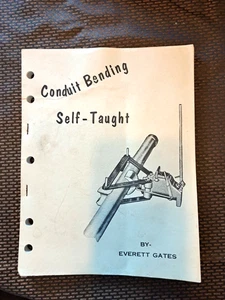 Conduit Bending
Self-Taught
BY-
EVERETT GATES